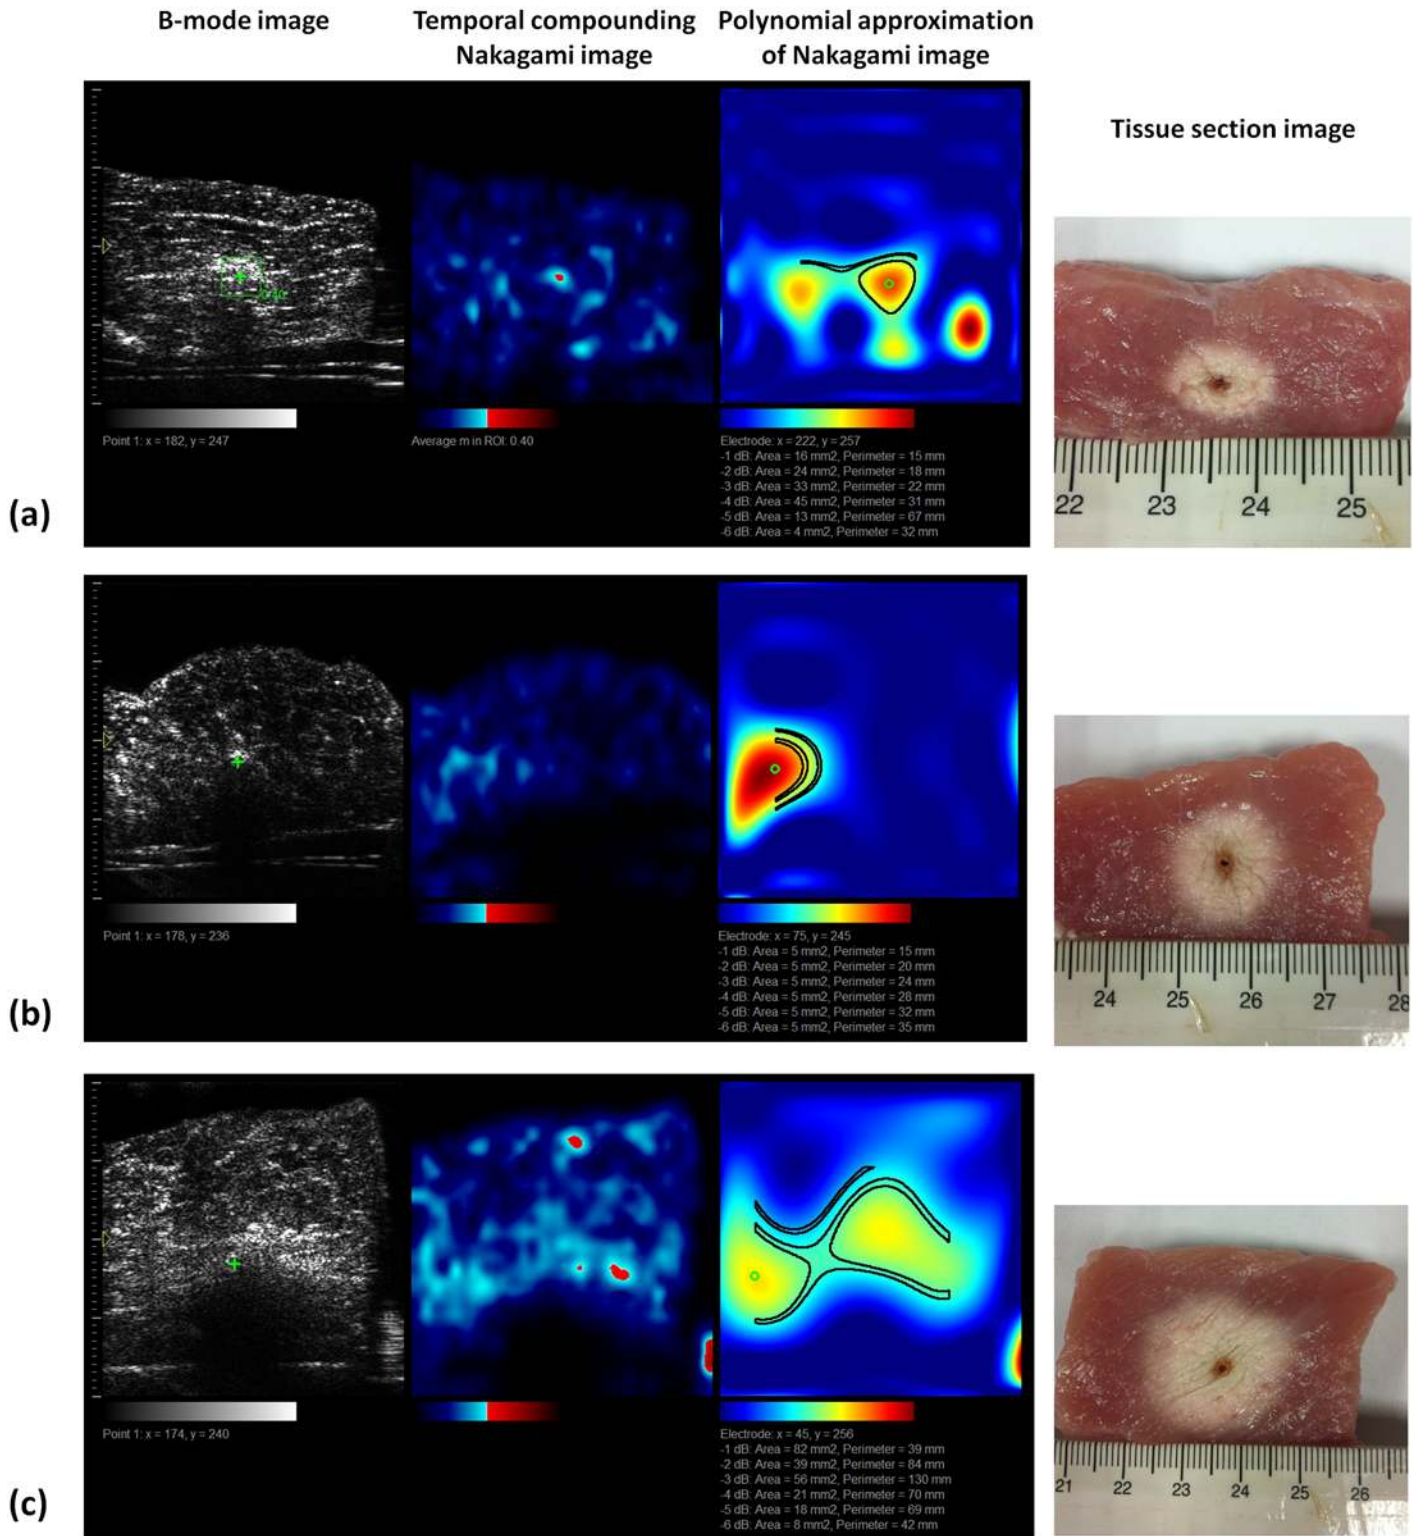 B-mode image
Temporal compounding
Nakagami image
Polynomial approximation
of Nakagami image
Tissue section image
(a)
0.40
Point 1: x = 182, y = 247
Average m in ROI: 0.40
Electrode: x = 222, y = 257
-1 dB: Area = 16 mm2, Perimeter = 15 mm
-2 dB: Area = 24 mm2, Perimeter = 18 mm
-3 dB: Area = 33 mm2, Perimeter = 22 mm
-4 dB: Area = 45 mm2, Perimeter = 31 mm
-5 dB: Area = 13 mm2, Perimeter = 67 mm
-6 dB: Area = 4 mm2, Perimeter = 32 mm
22 23 24 25
(b)
Point 1: x = 178, y = 236
Electrode: x = 75, y = 245
-1 dB: Area = 5 mm2, Perimeter = 15 mm
-2 dB: Area = 5 mm2, Perimeter = 20 mm
-3 dB: Area = 5 mm2, Perimeter = 24 mm
-4 dB: Area = 5 mm2, Perimeter = 28 mm
-5 dB: Area = 5 mm2, Perimeter = 32 mm
-6 dB: Area = 5 mm2, Perimeter = 35 mm
24 25 26 27 28
(c)
Point 1: x = 174, y = 240
Electrode: x = 45, y = 256
-1 dB: Area = 82 mm2, Perimeter = 39 mm
-2 dB: Area = 39 mm2, Perimeter = 84 mm
-3 dB: Area = 56 mm2, Perimeter = 130 mm
-4 dB: Area = 21 mm2, Perimeter = 70 mm
-5 dB: Area = 18 mm2, Perimeter = 69 mm
-6 dB: Area = 8 mm2, Perimeter = 42 mm
21 22 23 24 25 26